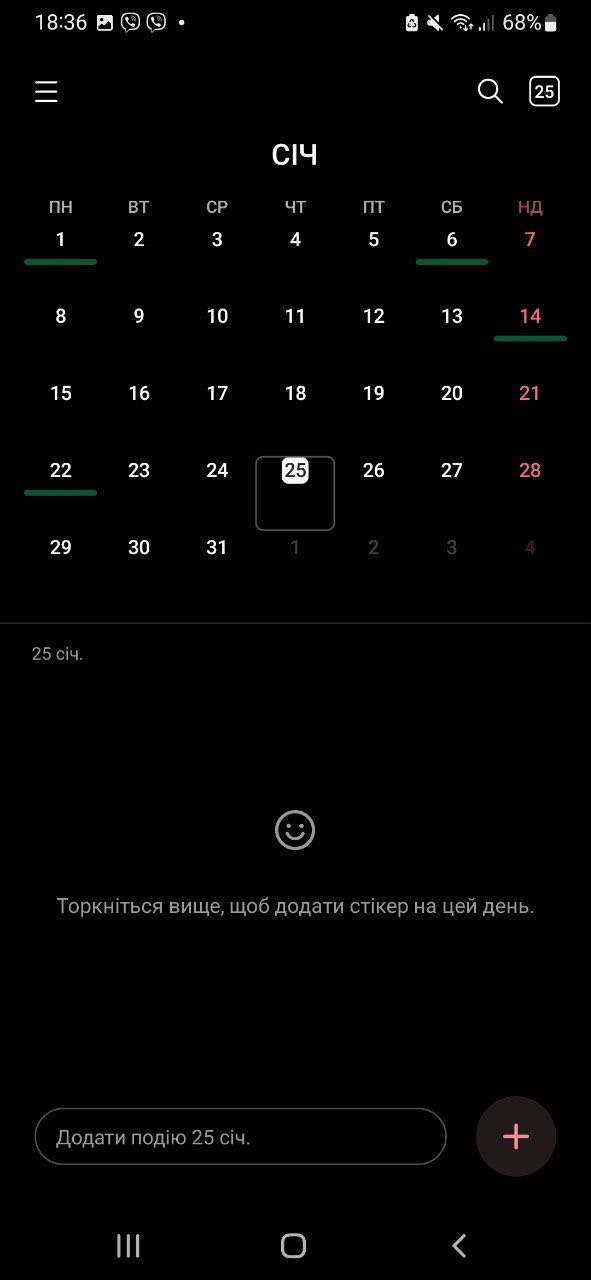 18:36 68%
25
СІЧ
ПН ВТ СР ЧТ ПТ СБ НД
1 2 3 4 5 6 7
8 9 10 11 12 13 14
15 16 17 18 19 20 21
22 23 24 25 26 27 28
29 30 31 1 2 3 4
25 січ.
Торкніться вище, щоб додати стікер на цей день.
Додати подію 25 січ.